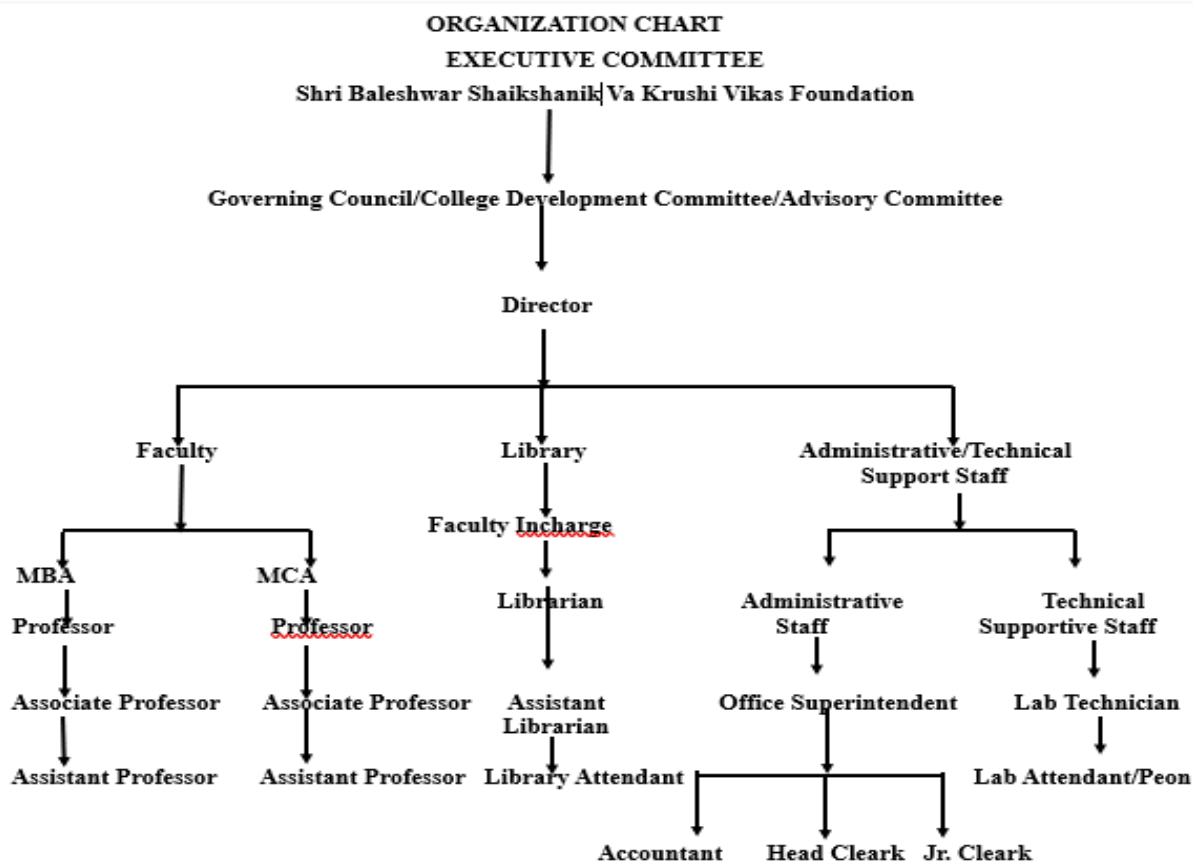 ORGANIZATION CHART
EXECUTIVE COMMITTEE
Shri Baleshwar Shaikshanik Va Krushi Vikas Foundation
Governing Council/College Development Committee/Advisory Committee
Director
Faculty
Library
Administrative/Technical
Support Staff
Faculty Incharge
MBA
MCA
Librarian
Administrative
Staff
Technical
Supportive Staff
Professor
Professor
Associate Professor
Associate Professor
Assistant
Librarian
Office Superintendent
Lab Technician
Assistant Professor
Assistant Professor
Library Attendant
Lab Attendant/Peon
Accountant
Head Cleark
Jr. Cleark